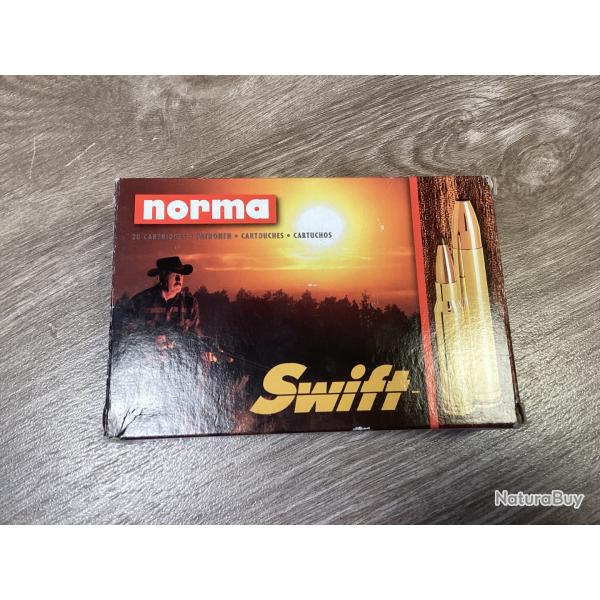 norma
20 CARTRIDGES • PATRONEN • CARTOUCHES • CARTUCHOS
Swift
NaturaBuy